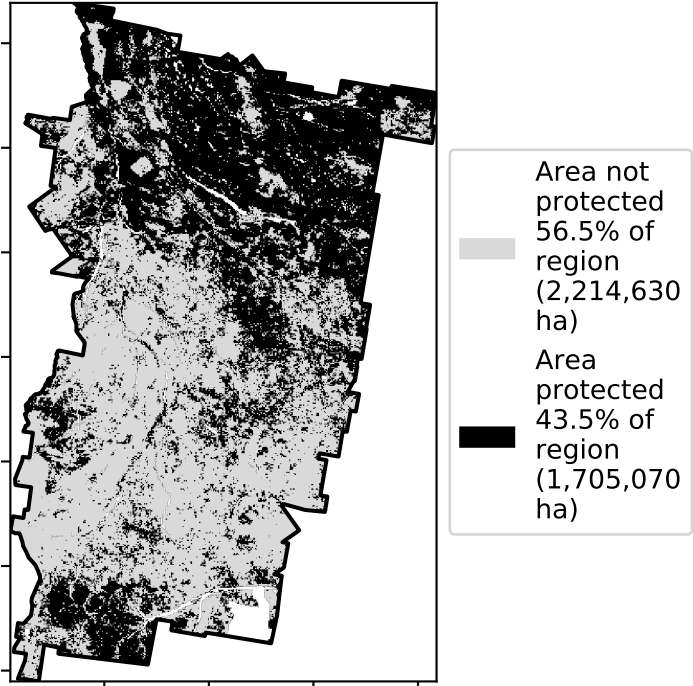 Area not
protected
56.5% of
region
(2,214,630
ha)
Area
protected
43.5% of
region
(1,705,070
ha)